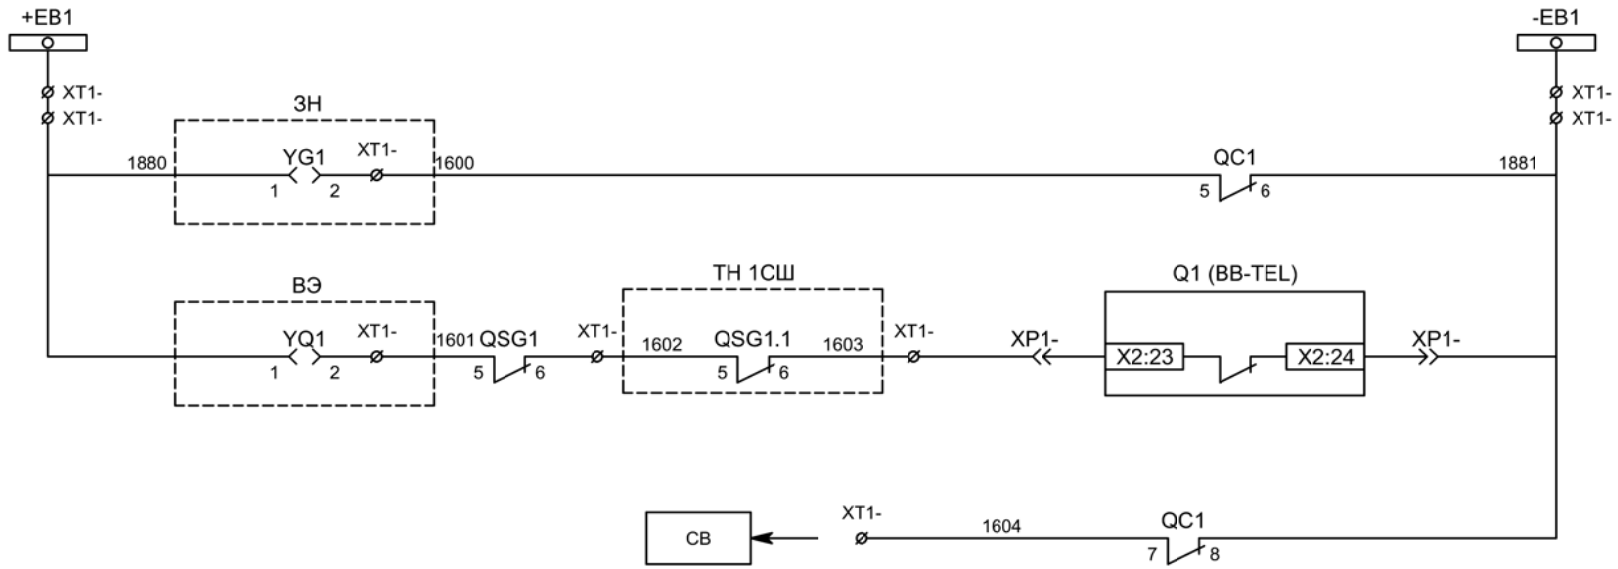 +EB1
-EB1
XT1-
XT1-
XT1-
XT1-
ЗН
1880
YG1
XT1-
1600
QC1
1881
1
2
5
6
ВЭ
ТН 1СШ
Q1 (BB-TEL)
YQ1
XT1-
1601
QSG1
XT1-
1602
QSG1.1
1603
XT1-
XP1-
X2:23
X2:24
XP1-
1
2
5
6
5
6
СВ
XT1-
1604
QC1
7
8